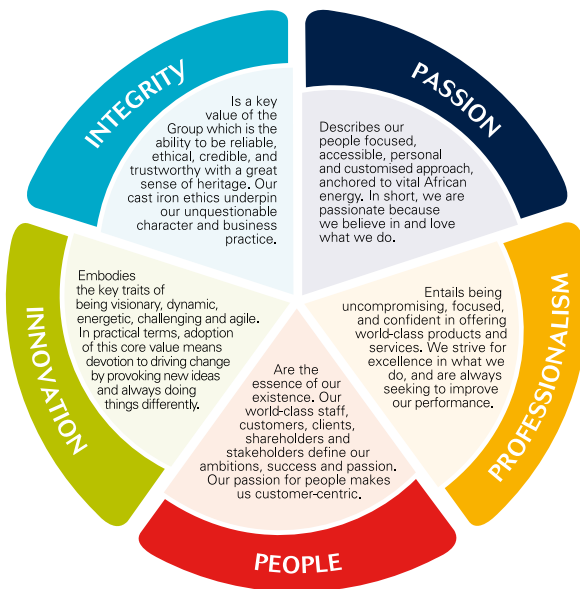 INTEGRITY
Is a key
value of the
Group which is the
ability to be reliable,
ethical, credible, and
trustworthy with a great
sense of heritage. Our
cast iron ethics underpin
our unquestionable
character and business
practice.
PASSION
Describes our
people focused,
accessible, personal
and customised approach,
anchored to vital African
energy. In short, we are
passionate because
we believe in and love
what we do.
INNOVATION
Embodies
the key traits of
being visionary, dynamic,
energetic, challenging and agile.
In practical terms, adoption
of this core value means
devotion to driving change
by provoking new ideas
and always doing
things differently.
PROFESSIONALISM
Entails being
uncompromising, focused,
and confident in offering
world-class products and
services. We strive for
excellence in what we
do, and are always
seeking to improve
our performance.
Are the
essence of our
existence. Our
world-class staff,
customers, clients,
shareholders and
stakeholders define our
ambitions, success and passion.
Our passion for people makes
us customer-centric.
PEOPLE